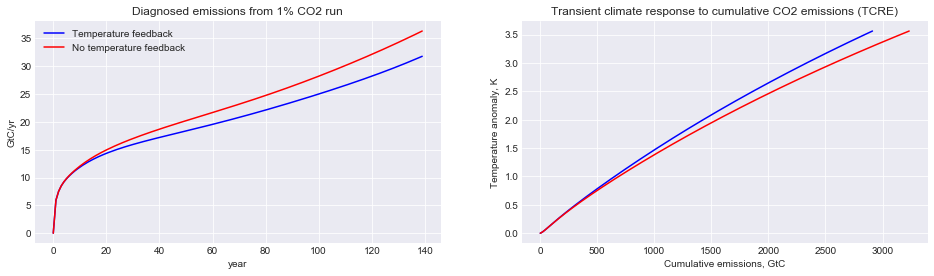 Diagnosed emissions from 1% CO2 run
Temperature feedback
No temperature feedback
35
30
25
20
15
10
5
0
GtC/yr
0 20 40 60 80 100 120 140
year
Transient climate response to cumulative CO2 emissions (TCRE)
3.5
3.0
2.5
2.0
1.5
1.0
0.5
0.0
Temperature anomaly, K
0 500 1000 1500 2000 2500 3000
Cumulative emissions, GtC